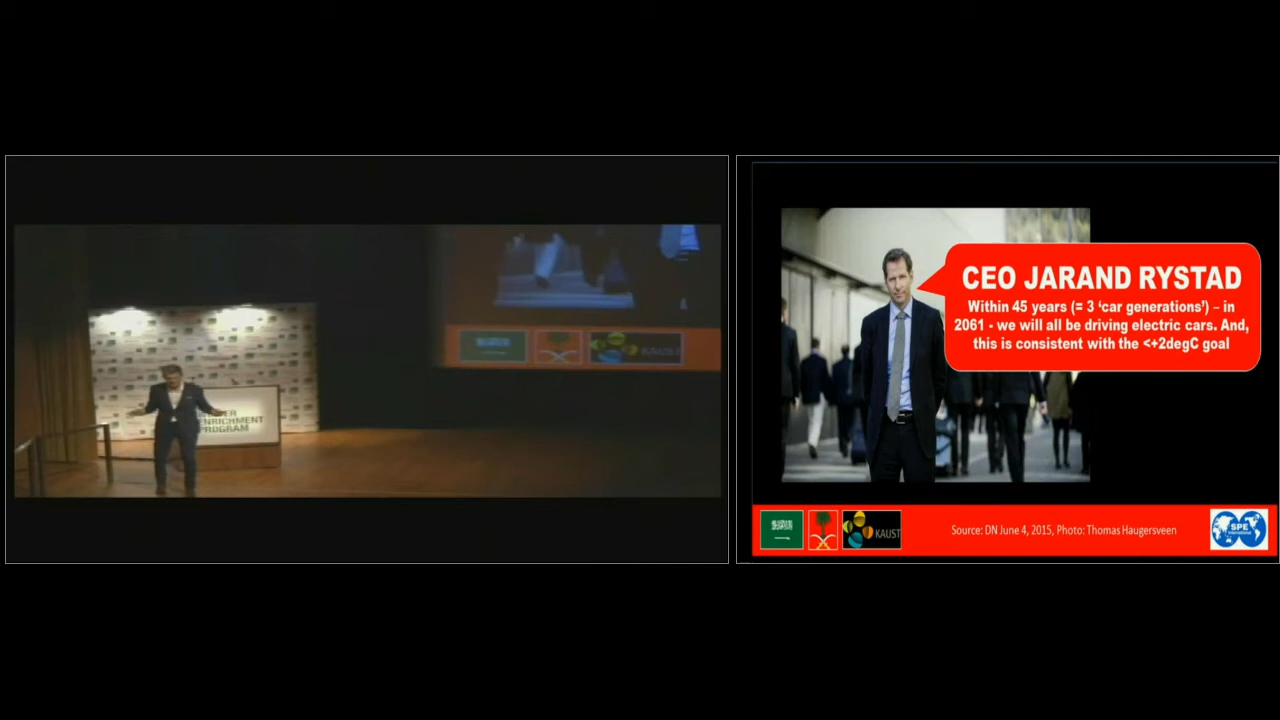 ENRICHMENT
PROGRAM
KAUST
CEO JARAND RYSTAD
Within 45 years (= 3 ‘car generations’) – in
2061 - we will all be driving electric cars. And,
this is consistent with the <+2degC goal
KAUST
Source: DN June 4, 2015, Photo: Thomas Haugersveen
SPE
International